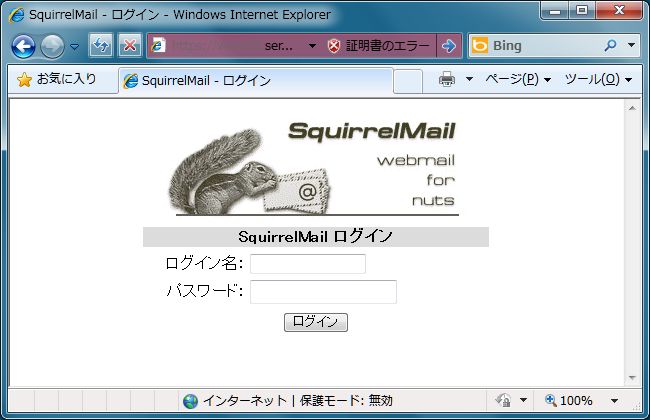 SquirrelMail - ログイン - Windows Internet Explorer
ser... 証明書のエラー Bing
お気に入り SquirrelMail - ログイン ページ(P) ツール(O)
SquirrelMail
webmail
for
nuts
@
SquirrelMail ログイン
ログイン名:
パスワード:
ログイン
インターネット | 保護モード: 無効 100%